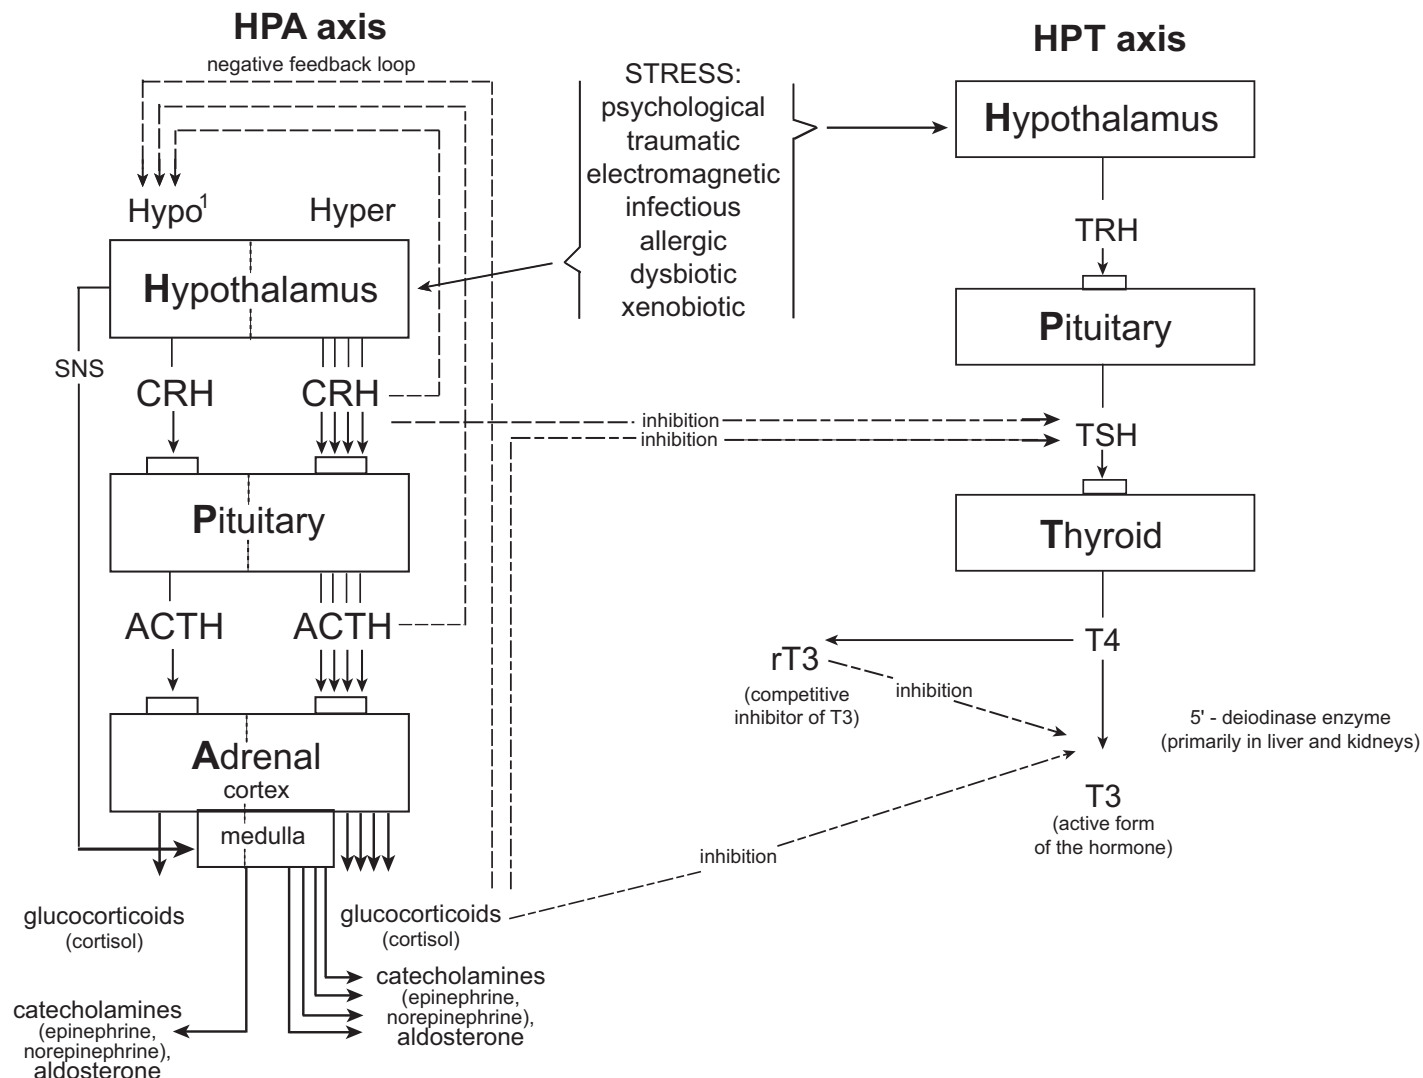 HPA axis
negative feedback loop
Hypo1
Hyper
Hypothalamus
SNS
CRH
CRH
Pituitary
ACTH
ACTH
Adrenal
cortex
medulla
glucocorticoids
(cortisol)
glucocorticoids
(cortisol)
catecholamines
(epinephrine,
norepinephrine),
aldosterone
catecholamines
(epinephrine,
norepinephrine),
aldosterone
STRESS:
psychological
traumatic
electromagnetic
infectious
allergic
dysbiotic
xenobiotic
inhibition
inhibition
HPT axis
Hypothalamus
TRH
Pituitary
TSH
Thyroid
T4
rT3
(competitive
inhibitor of T3)
inhibition
5' - deiodinase enzyme
(primarily in liver and kidneys)
T3
(active form
of the hormone)
inhibition